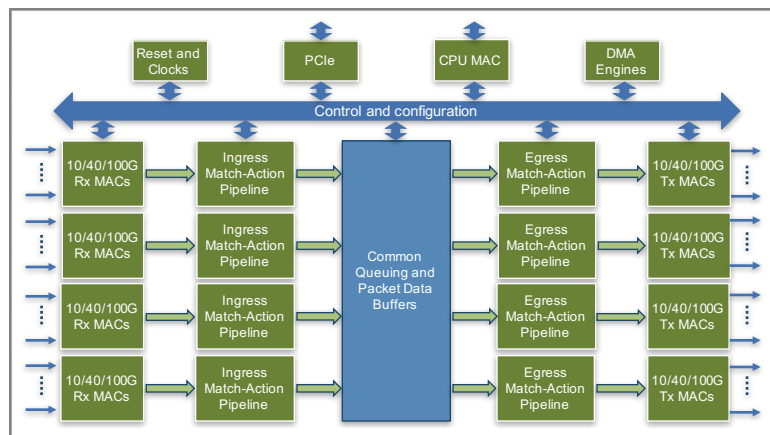 Reset and
Clocks
PCIe
CPU MAC
DMA
Engines
Control and configuration
10/40/100G
Rx MACs
Ingress
Match-Action
Pipeline
Egress
Match-Action
Pipeline
10/40/100G
Tx MACs
10/40/100G
Rx MACs
Ingress
Match-Action
Pipeline
Common
Queuing and
Packet Data
Buffers
Egress
Match-Action
Pipeline
10/40/100G
Tx MACs
10/40/100G
Rx MACs
Ingress
Match-Action
Pipeline
Egress
Match-Action
Pipeline
10/40/100G
Tx MACs
10/40/100G
Rx MACs
Ingress
Match-Action
Pipeline
Egress
Match-Action
Pipeline
10/40/100G
Tx MACs